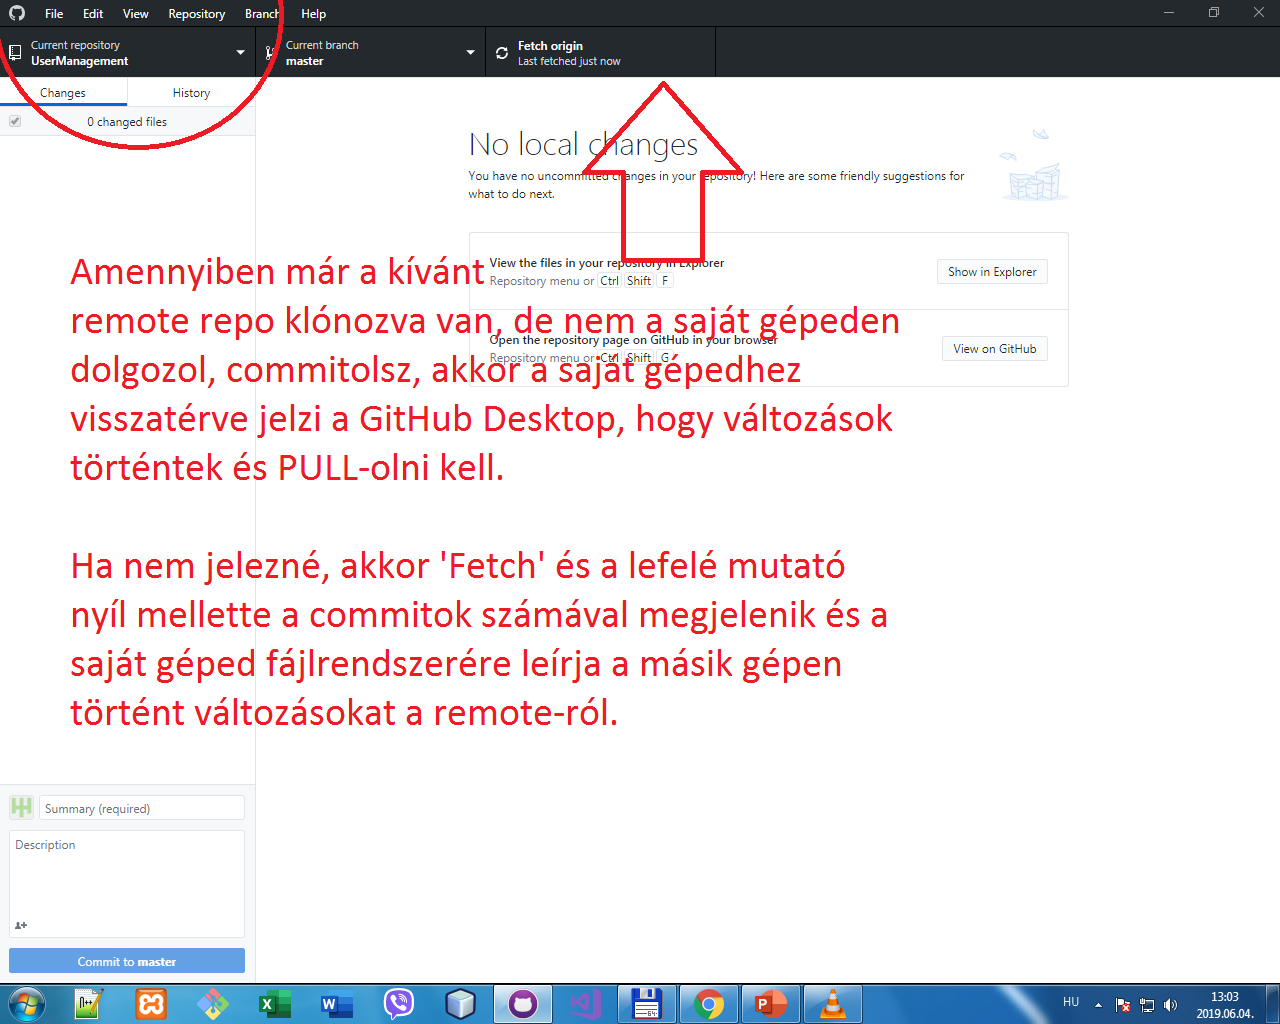 File Edit View Repository Branch Help
Current repository
UserManagement
Current branch
master
Fetch origin
Last fetched just now
Changes History
0 changed files
No local changes
You have no uncommitted changes in your repository! Here are some friendly suggestions for
what to do next.
View the files in your repository in Explorer
Repository menu or Ctrl Shift F
Show in Explorer
Open the repository page on GitHub in your browser
Repository menu or Ctrl Shift G
View on GitHub
Amennyiben már a kívánt
remote repo klónozva van, de nem a saját gépeden
dolgozol, commitolsz, akkor a saját gépedhez
visszatérve jelzi a GitHub Desktop, hogy változások
történtek és PULL-olni kell.
Ha nem jelezné, akkor 'Fetch' és a lefelé mutató
nyíl mellette a commitok számával megjelenik és a
saját géped fájlrendszerére leírja a másik gépen
történt változásokat a remote-ról.
Summary (required)
Description
Commit to master
HU
13:03
2019.06.04.